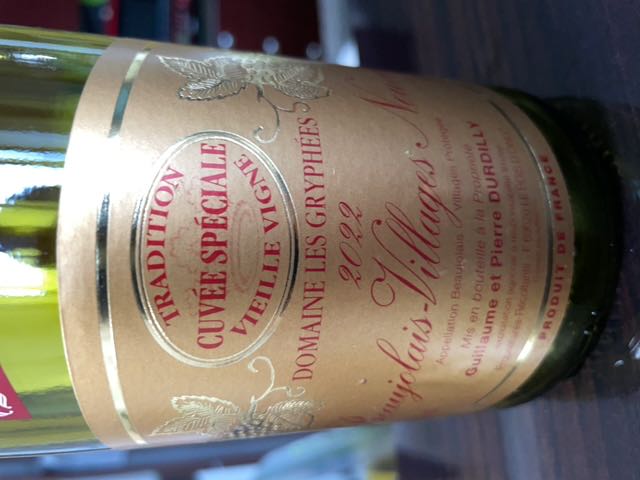 TRADITION
CUVÉE SPÉCIALE
VIEILLE VIGNE
DOMAINE LES GRYPHÉES
2022
Beaujolais-Villages
Appellation Beaujolais Villages Protégée
Mis en bouteille à la Propriété
Guillaume et Pierre DURDILLY
PRODUIT DE FRANCE